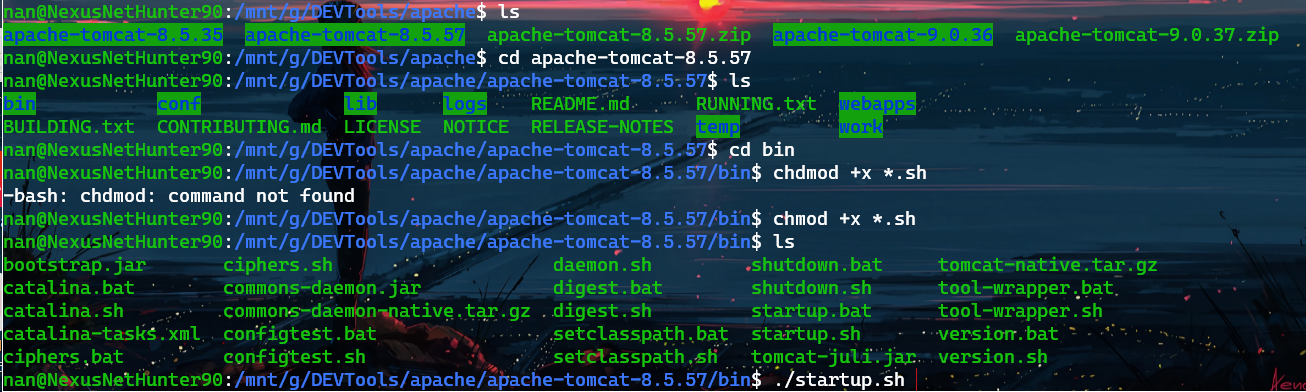 nan@NexusNetHunter90:/mnt/g/DEVTools/apache$ ls
apache-tomcat-8.5.35  apache-tomcat-8.5.57  apache-tomcat-8.5.57.zip  apache-tomcat-9.0.36  apache-tomcat-9.0.37.zip
nan@NexusNetHunter90:/mnt/g/DEVTools/apache$ cd apache-tomcat-8.5.57
nan@NexusNetHunter90:/mnt/g/DEVTools/apache/apache-tomcat-8.5.57$ ls
bin           conf             lib      logs    README.md      RUNNING.txt  webapps
BUILDING.txt  CONTRIBUTING.md  LICENSE  NOTICE  RELEASE-NOTES  temp         work
nan@NexusNetHunter90:/mnt/g/DEVTools/apache/apache-tomcat-8.5.57$ cd bin
nan@NexusNetHunter90:/mnt/g/DEVTools/apache/apache-tomcat-8.5.57/bin$ chdmod +x *.sh
-bash: chdmod: command not found
nan@NexusNetHunter90:/mnt/g/DEVTools/apache/apache-tomcat-8.5.57/bin$ chmod +x *.sh
nan@NexusNetHunter90:/mnt/g/DEVTools/apache/apache-tomcat-8.5.57/bin$ ls
bootstrap.jar       ciphers.sh                    daemon.sh         shutdown.bat     tomcat-native.tar.gz
catalina.bat        commons-daemon.jar            digest.bat        shutdown.sh      tool-wrapper.bat
catalina.sh         commons-daemon-native.tar.gz  digest.sh         startup.bat      tool-wrapper.sh
catalina-tasks.xml  configtest.bat                setclasspath.bat  startup.sh       version.bat
ciphers.bat         configtest.sh                 setclasspath.sh   tomcat-juli.jar  version.sh
nan@NexusNetHunter90:/mnt/g/DEVTools/apache/apache-tomcat-8.5.57/bin$ ./startup.sh